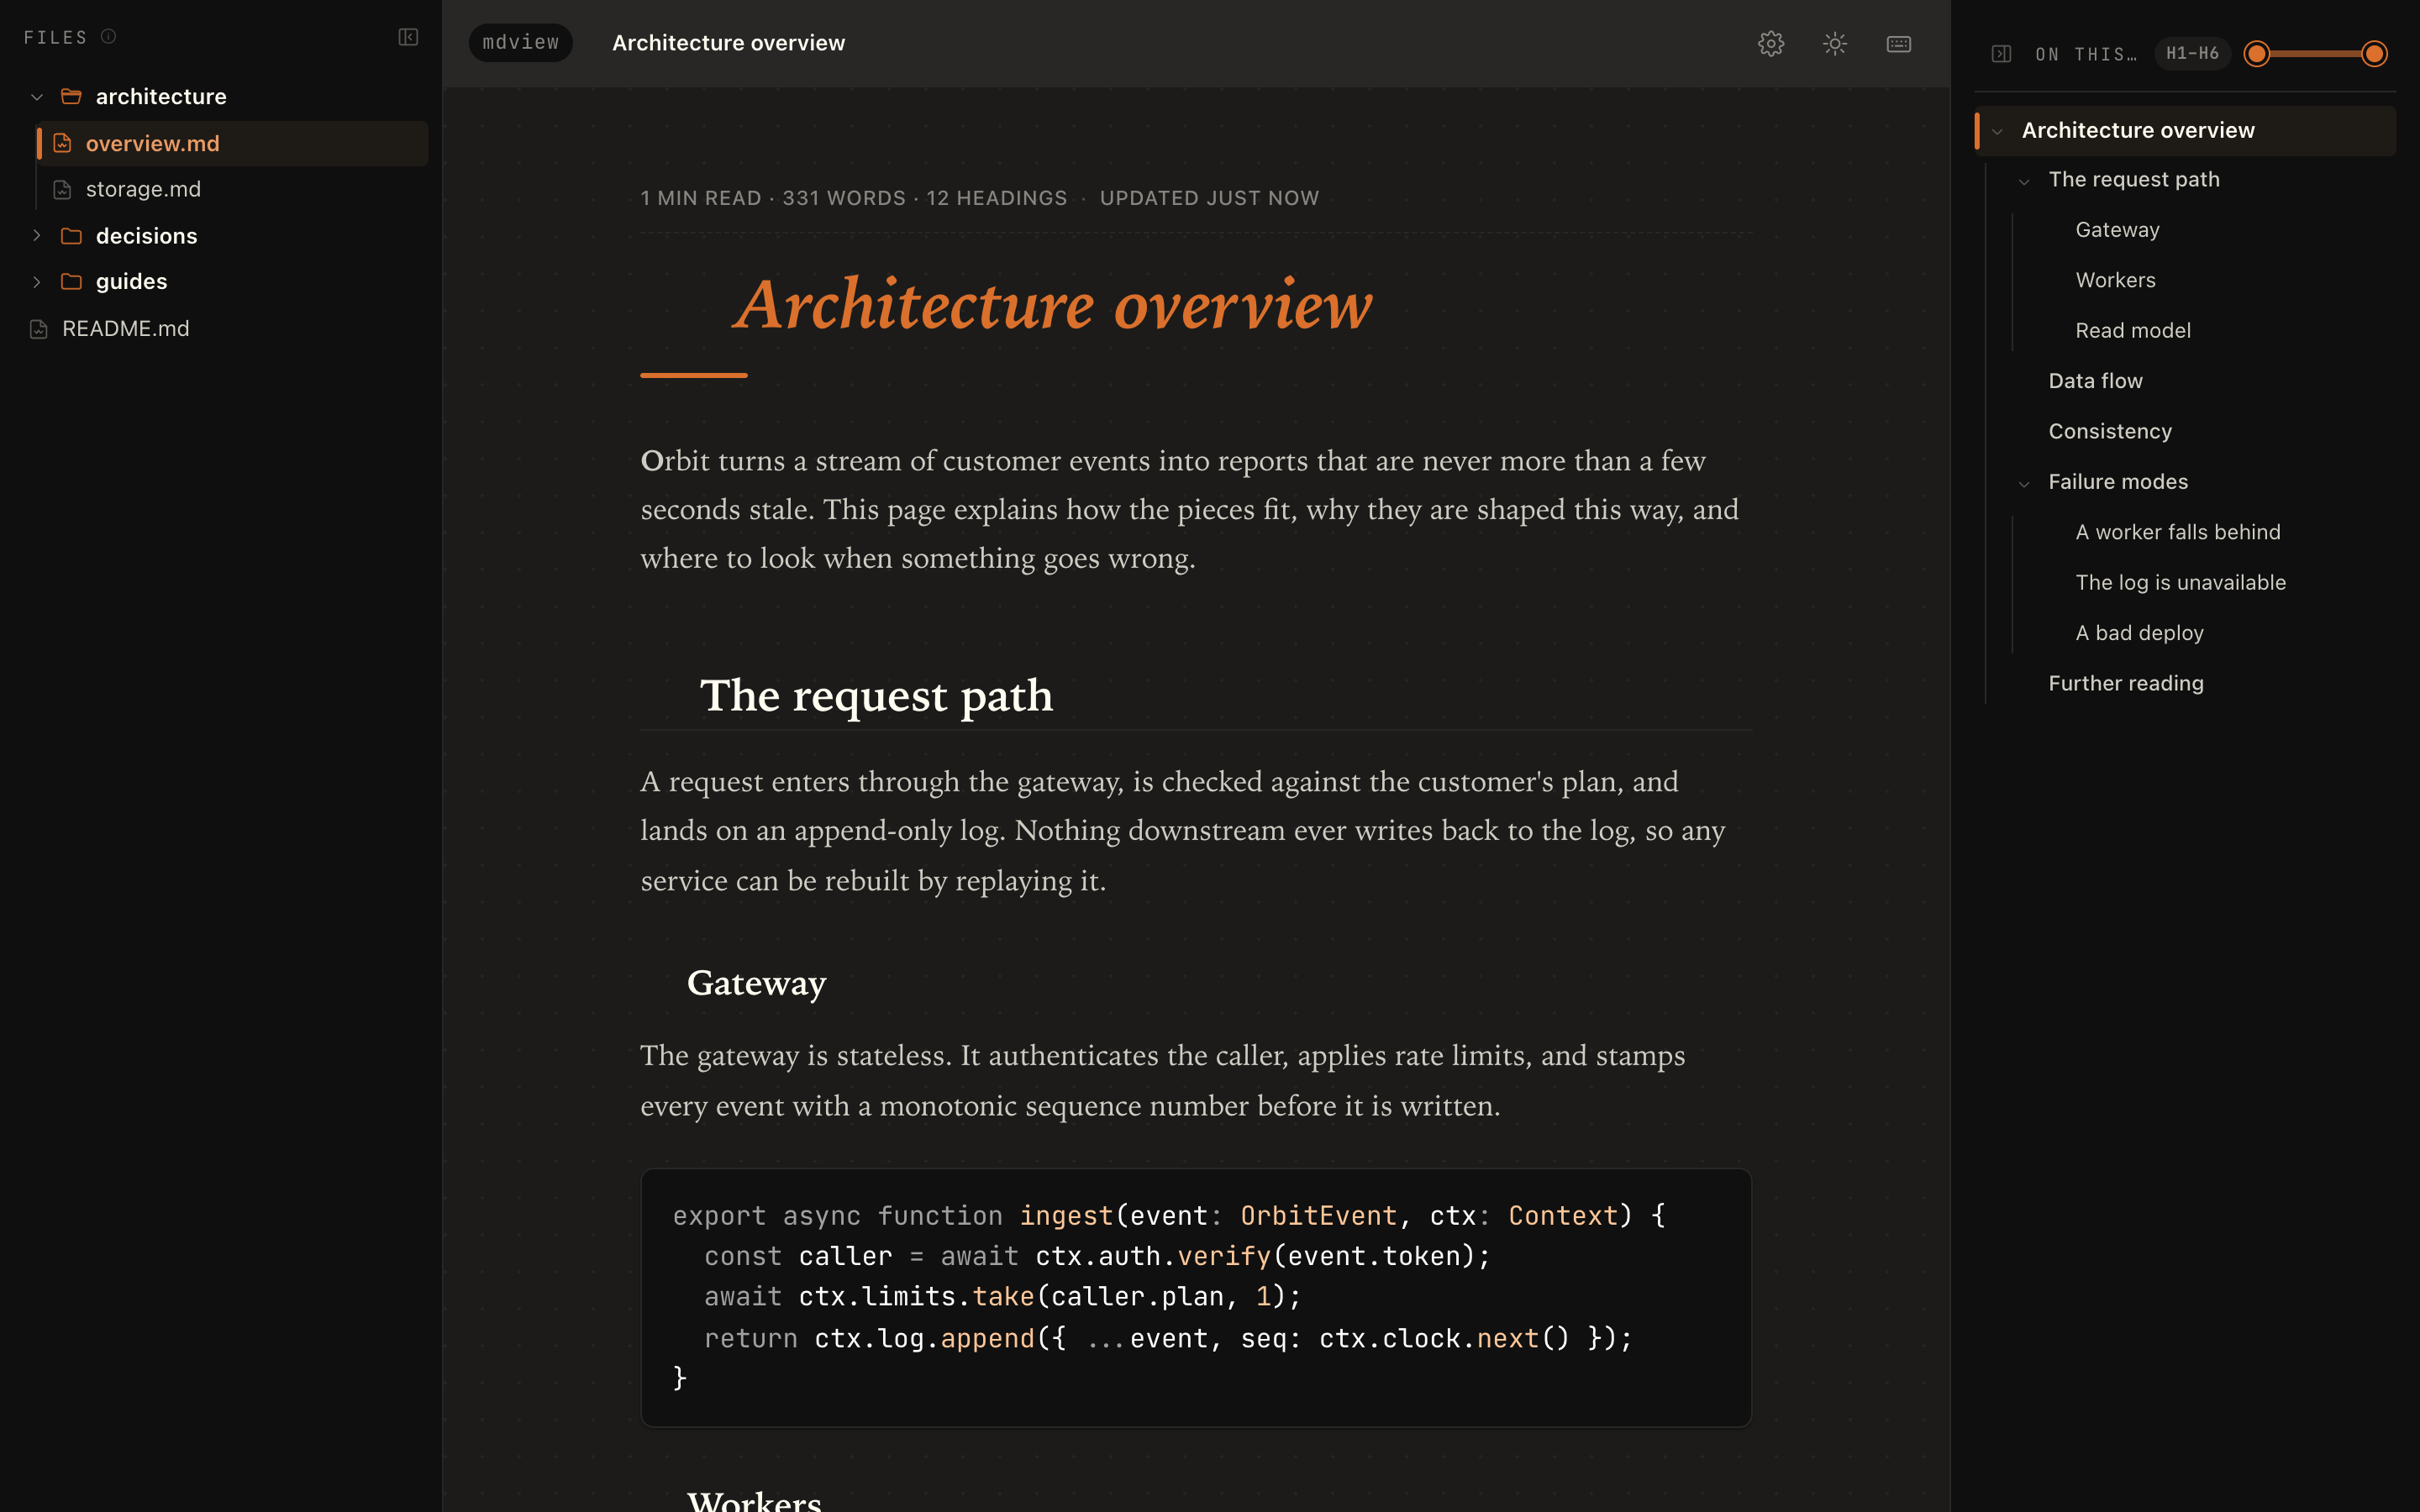 FILES
architecture
overview.md
storage.md
decisions
guides
README.md
mdview
Architecture overview
1 MIN READ · 331 WORDS · 12 HEADINGS · UPDATED JUST NOW
Architecture overview
Orbit turns a stream of customer events into reports that are never more than a few
seconds stale. This page explains how the pieces fit, why they are shaped this way, and
where to look when something goes wrong.
The request path
A request enters through the gateway, is checked against the customer's plan, and
lands on an append-only log. Nothing downstream ever writes back to the log, so any
service can be rebuilt by replaying it.
Gateway
The gateway is stateless. It authenticates the caller, applies rate limits, and stamps
every event with a monotonic sequence number before it is written.
export async function ingest(event: OrbitEvent, ctx: Context) {
  const caller = await ctx.auth.verify(event.token);
  await ctx.limits.take(caller.plan, 1);
  return ctx.log.append({ ...event, seq: ctx.clock.next() });
}
Workers
ON THIS…
H1–H6
Architecture overview
The request path
Gateway
Workers
Read model
Data flow
Consistency
Failure modes
A worker falls behind
The log is unavailable
A bad deploy
Further reading